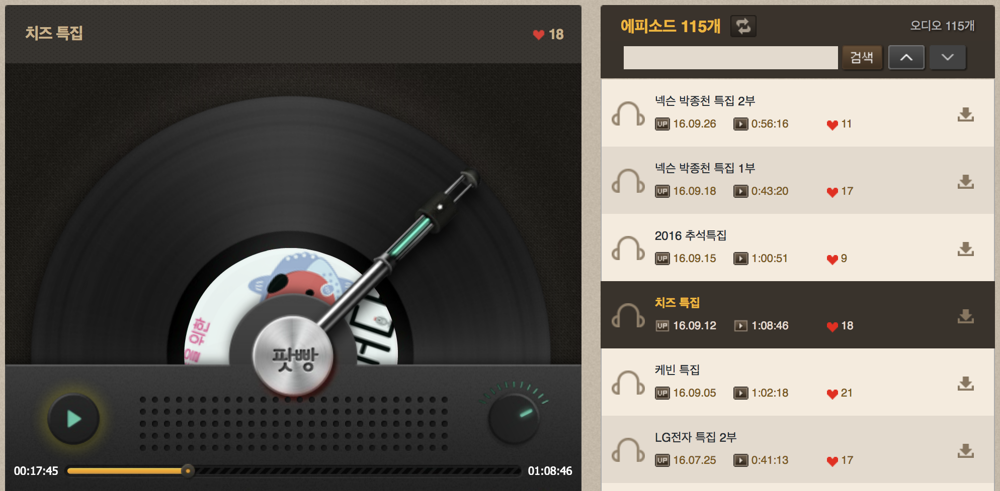 치즈 특집
18
위한
을
팟빵
00:17:45
01:08:46
에피소드 115개
오디오 115개
검색
넥슨 박종천 특집 2부
UP 16.09.26 0:56:16 11
넥슨 박종천 특집 1부
UP 16.09.18 0:43:20 17
2016 추석특집
UP 16.09.15 1:00:51 9
치즈 특집
UP 16.09.12 1:08:46 18
케빈 특집
UP 16.09.05 1:02:18 21
LG전자 특집 2부
UP 16.07.25 0:41:13 17